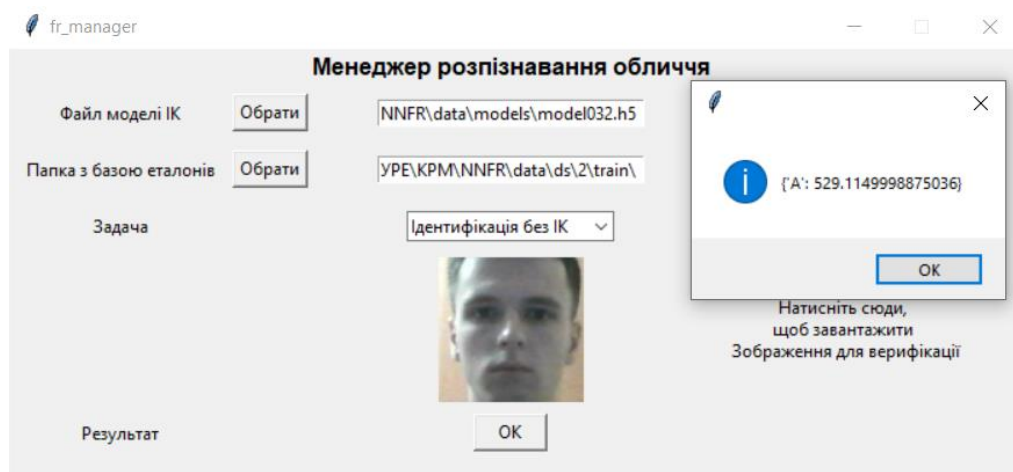 fr_manager
Менеджер розпізнавання обличчя
Файл моделі ІК
Обрати
NNFR\data\models\model032.h5
Папка з базою еталонів
Обрати
УРЕ\КРМ\NNFR\data\ds\2\train\
Задача
Ідентифікація без ІК
{'A': 529.1149998875036}
OK
Натисніть сюди,
щоб завантажити
Зображення для верифікації
Результат
ОК